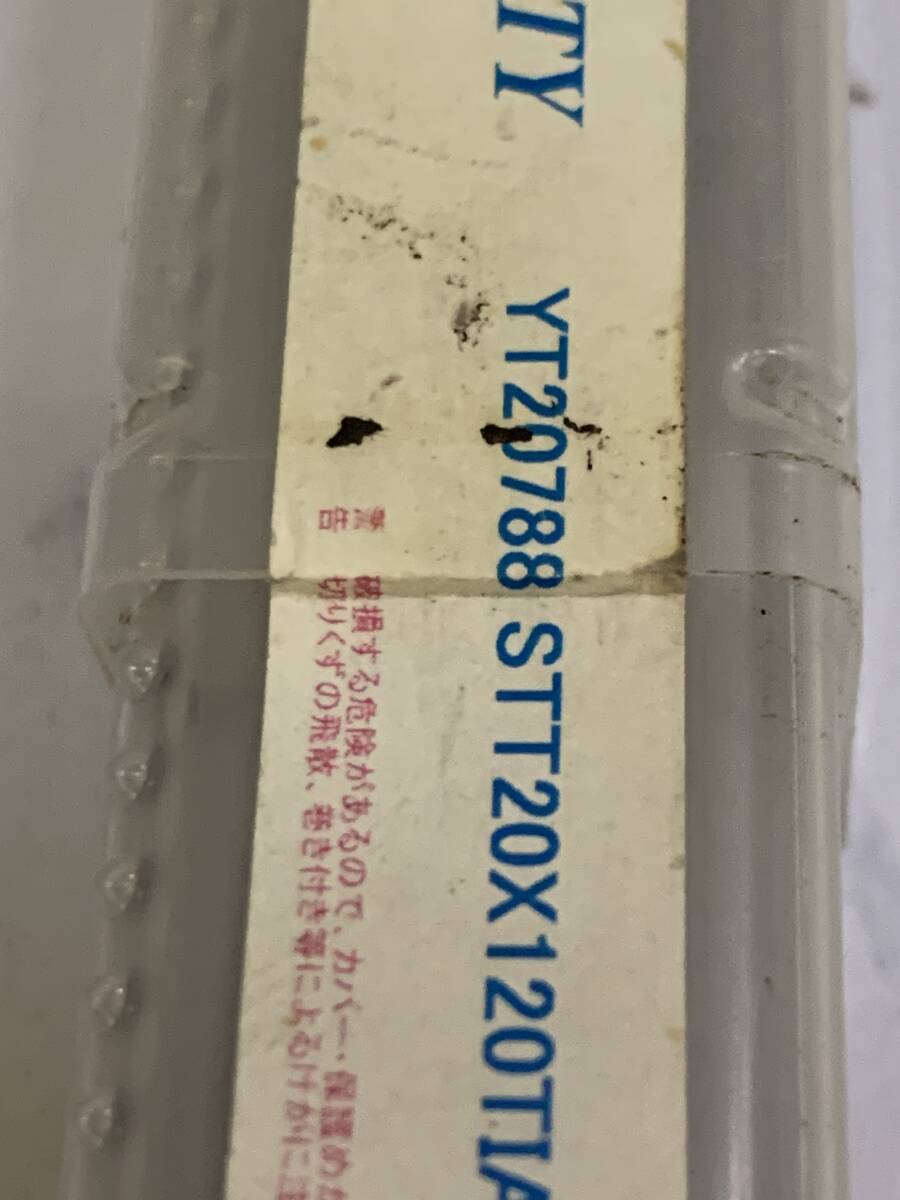 TY
YT20788 STT20X120TIA
警告
破損する危険があるので、カバー・保護めが
切りくずの飛散、巻き付き等によるけがに注